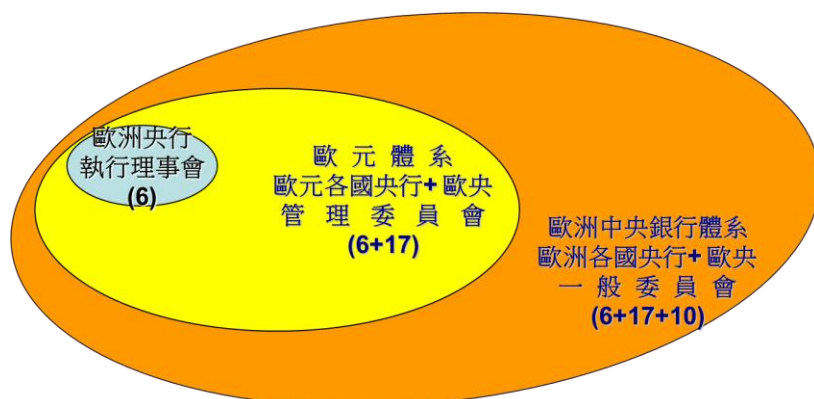 歐洲央行
執行理事會
(6)
歐 元 體 系
歐元各國央行+ 歐央
管 理 委 員 會
(6+17)
歐洲中央銀行體系
歐洲各國央行+ 歐央
一 般 委 員 會
(6+17+10)